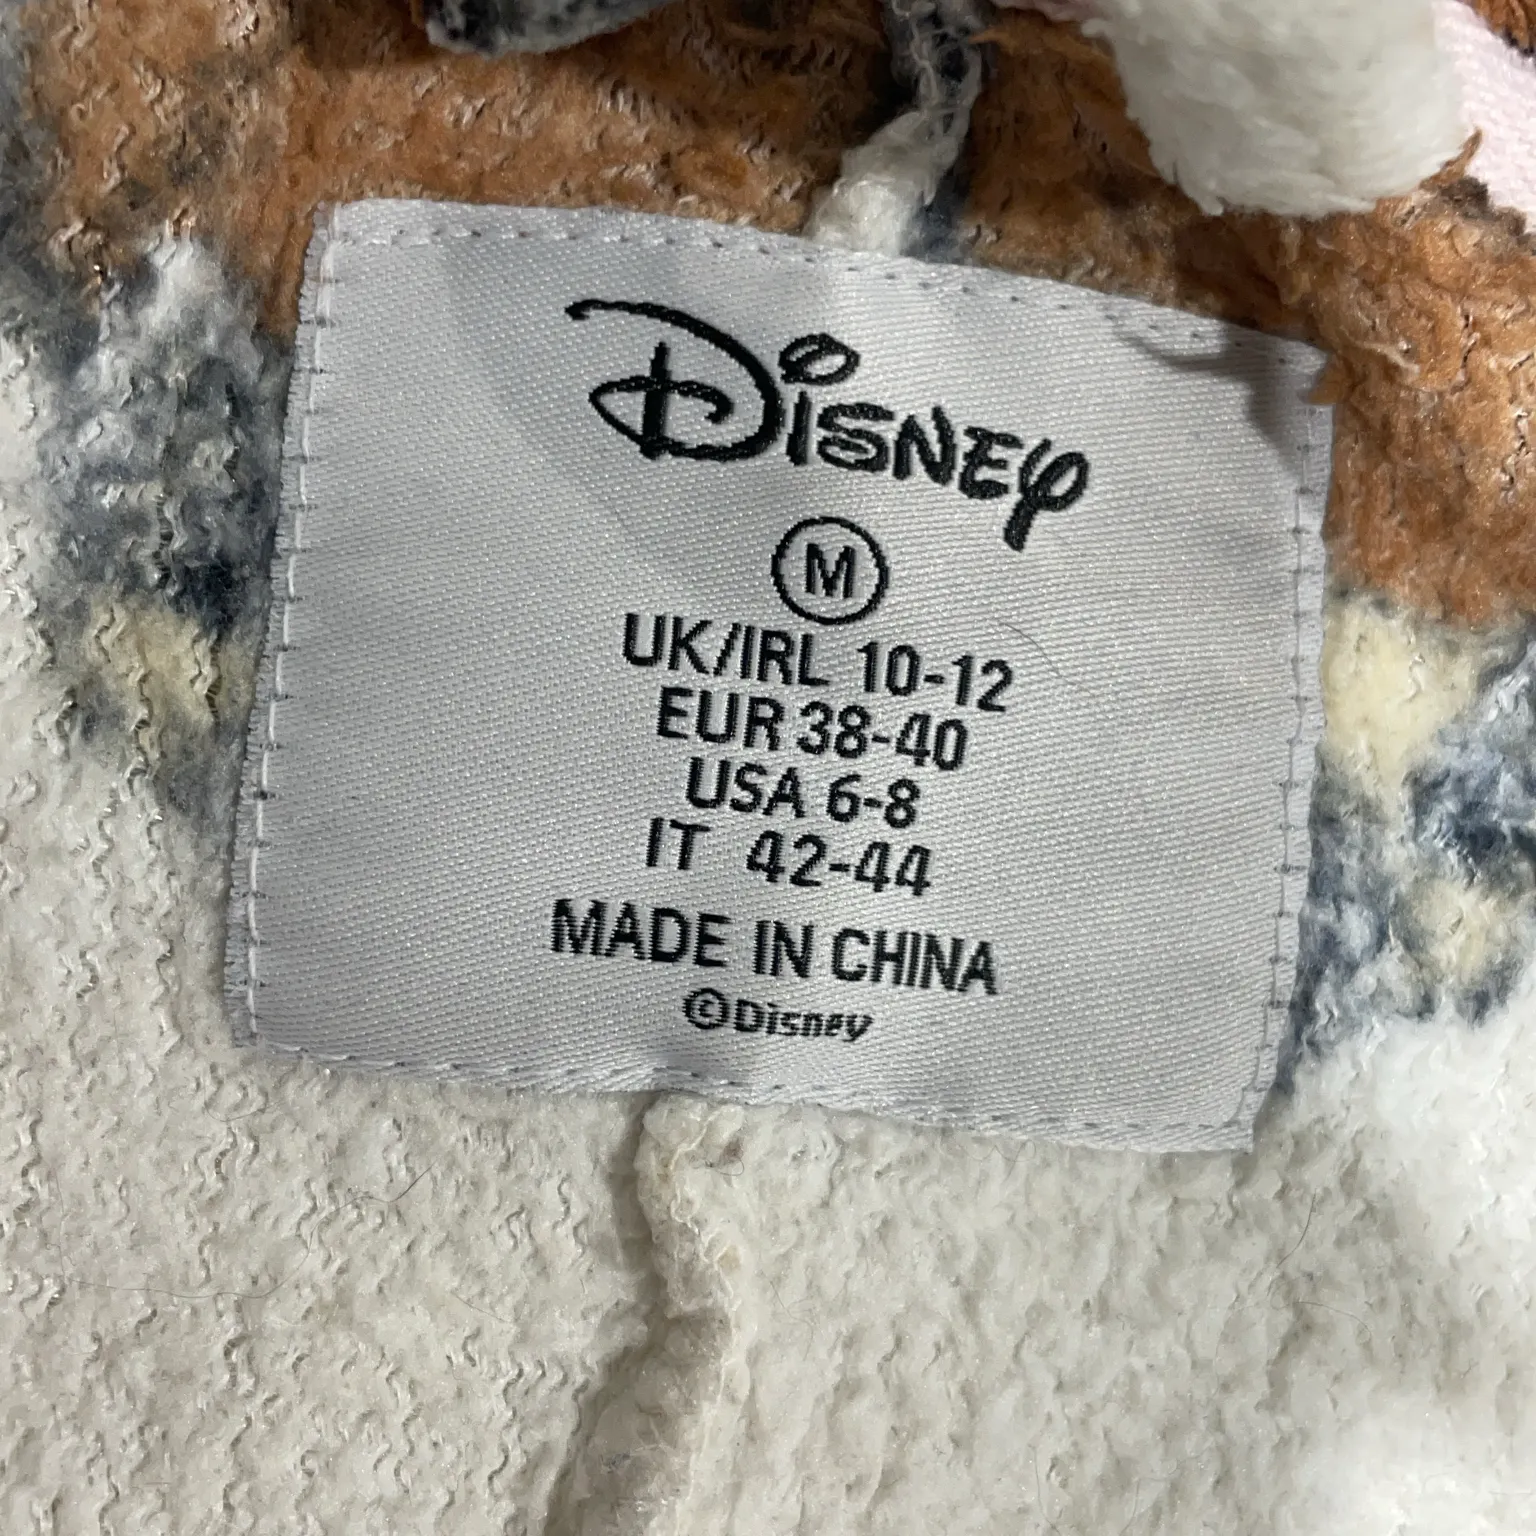 Disney
M
UK/IRL 10-12
EUR 38-40
USA 6-8
IT 42-44
MADE IN CHINA
©Disney